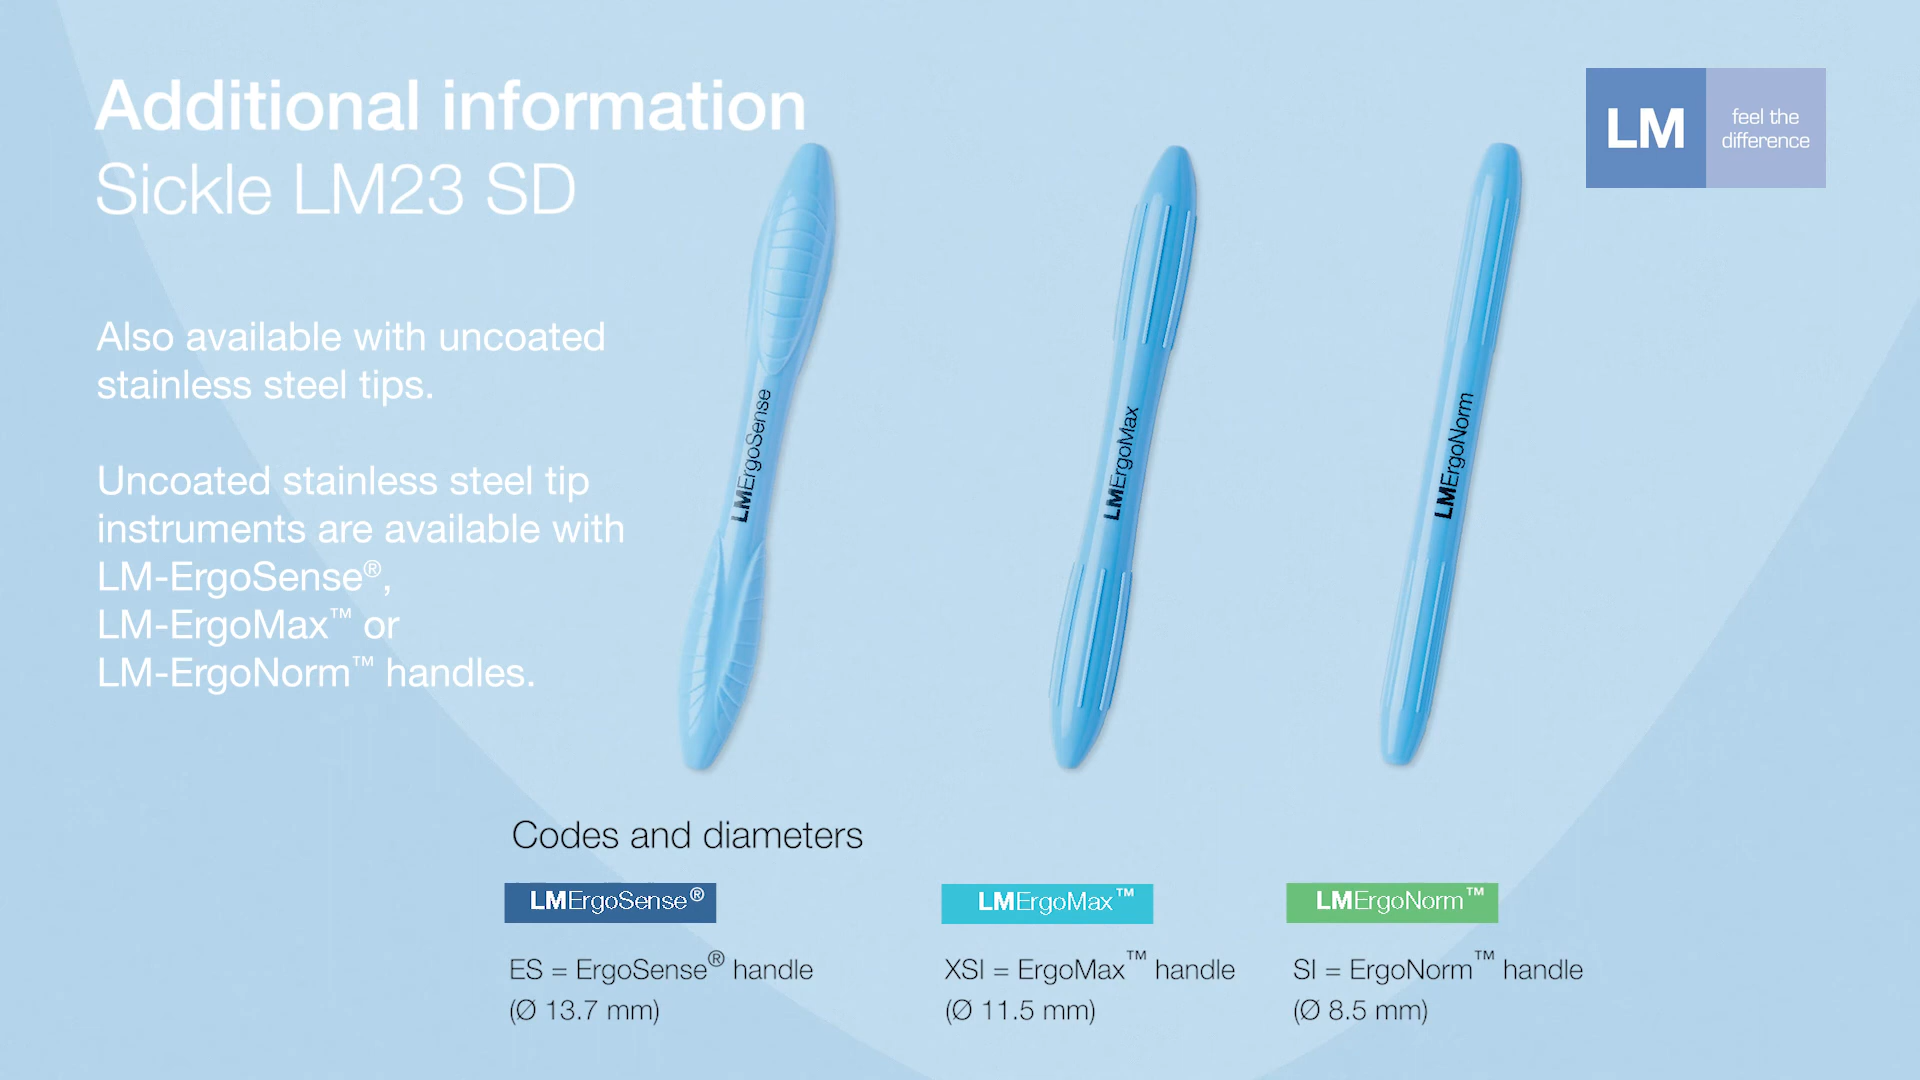 Additional information
Sickle LM23 SD
LM
feel the
difference
Also available with uncoated
stainless steel tips.
Uncoated stainless steel tip
instruments are available with
LM-ErgoSense®,
LM-ErgoMax™ or
LM-ErgoNorm™ handles.
LMErgoSense
LMErgoMax
LMErgoNorm
Codes and diameters
LMErgoSense®
ES = ErgoSense® handle
(Ø 13.7 mm)
LMErgoMax™
XSI = ErgoMax™ handle
(Ø 11.5 mm)
LMErgoNorm™
SI = ErgoNorm™ handle
(Ø 8.5 mm)